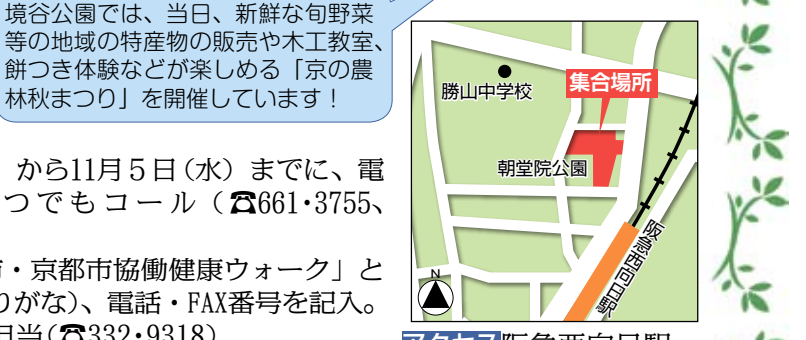 境谷公園では、当日、新鮮な旬野菜
等の地域の特産物の販売や木工教室、
餅つき体験などが楽しめる「京の農
林秋まつり」を開催しています！
から11月５日（水）までに、電
つでもコール（☎661・3755、
・京都市協働健康ウォーク」と
りがな）、電話・FAX番号を記入。
日当（☎332・9318）
勝山中学校
集合場所
朝堂院公園
阪急西向日駅
N
アクセス阪急西向日駅